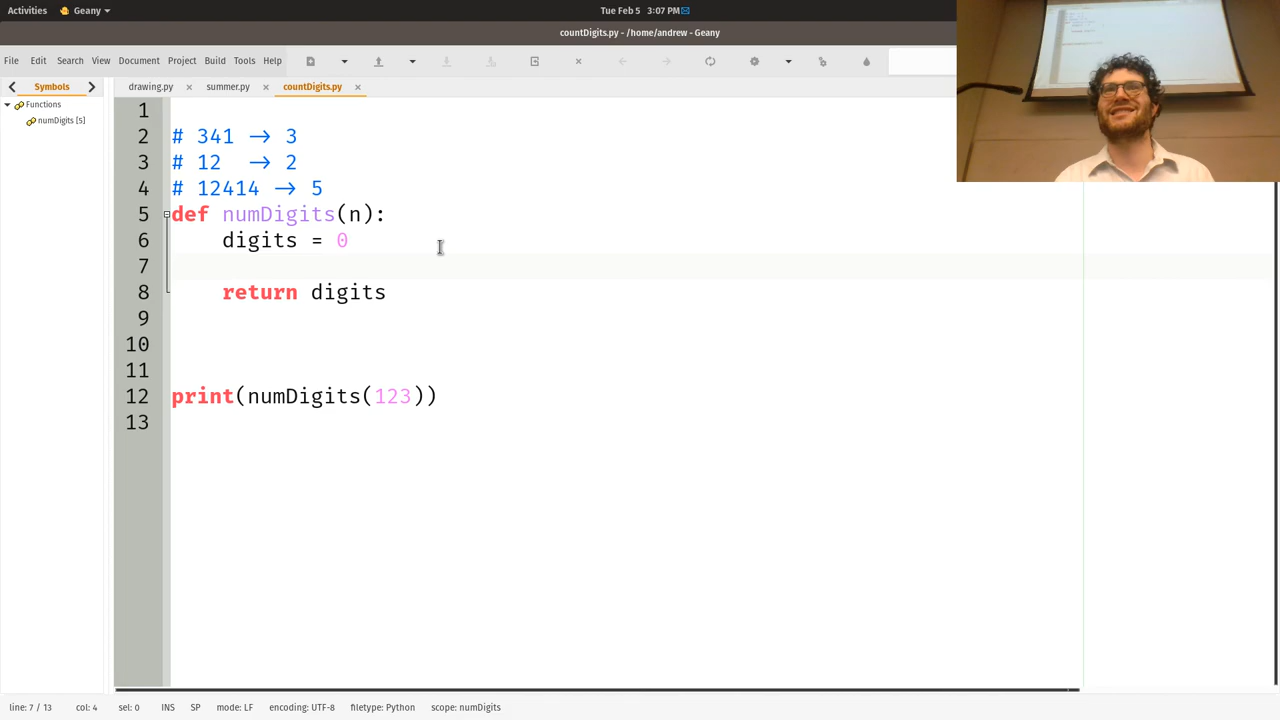 Activities Geany Tue Feb 5 3:07 PM
countDigits.py - /home/andrew - Geany
File Edit Search View Document Project Build Tools Help
Symbols drawing.py summer.py countDigits.py
Functions
numDigits [5]
1
2 # 341 -> 3
3 # 12 -> 2
4 # 12414 -> 5
5 def numDigits(n):
6 digits = 0
7
8 return digits
9
10
11
12 print(numDigits(123))
13
line: 7 / 13 col: 4 sel: 0 INS SP mode: LF encoding: UTF-8 filetype: Python scope: numDigits